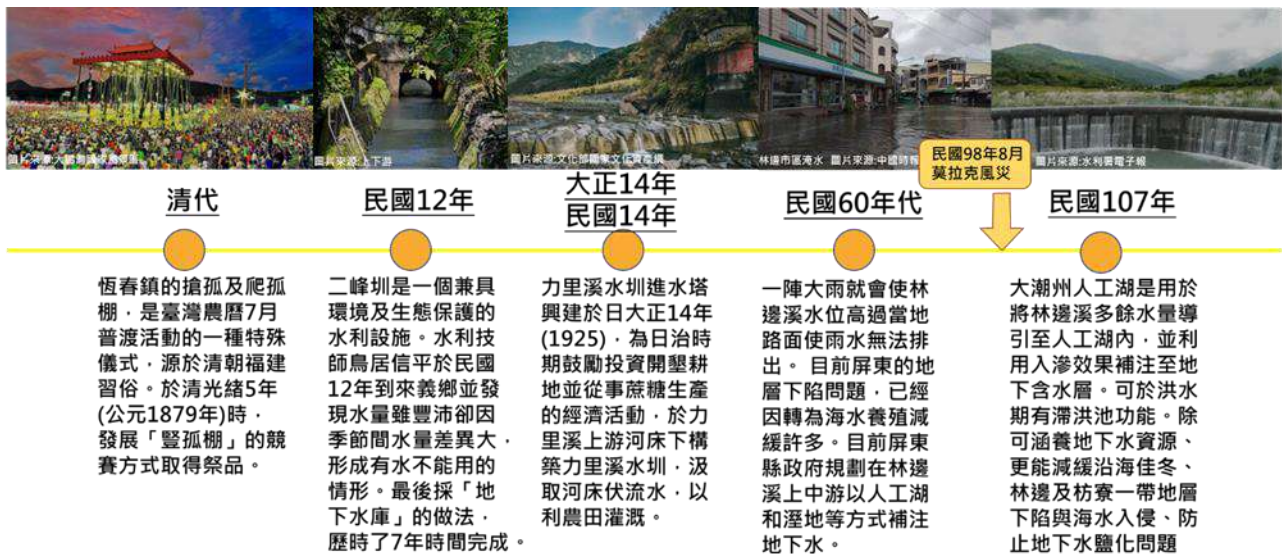 圖片來源:上下游
圖片來源:文化部國家文化資產網
林邊市區淹水 圖片來源:中國時報
圖片來源:水利署電子報
民國98年8月
莫拉克風災
清代
恆春鎮的搶孤及爬孤
棚，是臺灣農曆7月
普渡活動的一種特殊
儀式，源於清朝福建
習俗。於清光緒5年
(公元1879年)時，
發展「豎孤棚」的競
賽方式取得祭品。
民國12年
二峰圳是一個兼具
環境及生態保護的
水利設施。水利技
師鳥居信平於民國
12年到來義鄉並發
現水量雖豐沛卻因
季節間水量差異大，
形成有水不能用的
情形。最後採「地
下水庫」的做法，
歷時了7年時間完成。
大正14年
民國14年
力里溪水圳進水塔
興建於日大正14年
(1925)，為日治時
期鼓勵投資開墾耕
地並從事蔗糖生產
的經濟活動，於力
里溪上游河床下構
築力里溪水圳，汲
取河床伏流水，以
利農田灌溉。
民國60年代
一陣大雨就會使林
邊溪水位高過當地
路面使雨水無法排
出。 目前屏東的地
層下陷問題，已經
因轉為海水養殖減
緩許多。目前屏東
縣政府規劃在林邊
溪上中游以人工湖
和溼地等方式補注
地下水。
民國107年
大潮州人工湖是用於
將林邊溪多餘水量導
引至人工湖內，並利
用入滲效果補注至地
下含水層。可於洪水
期有滯洪池功能。除
可涵養地下水資源、
更能減緩沿海佳冬、
林邊及枋寮一帶地層
下陷與海水入侵、防
止地下水鹽化問題